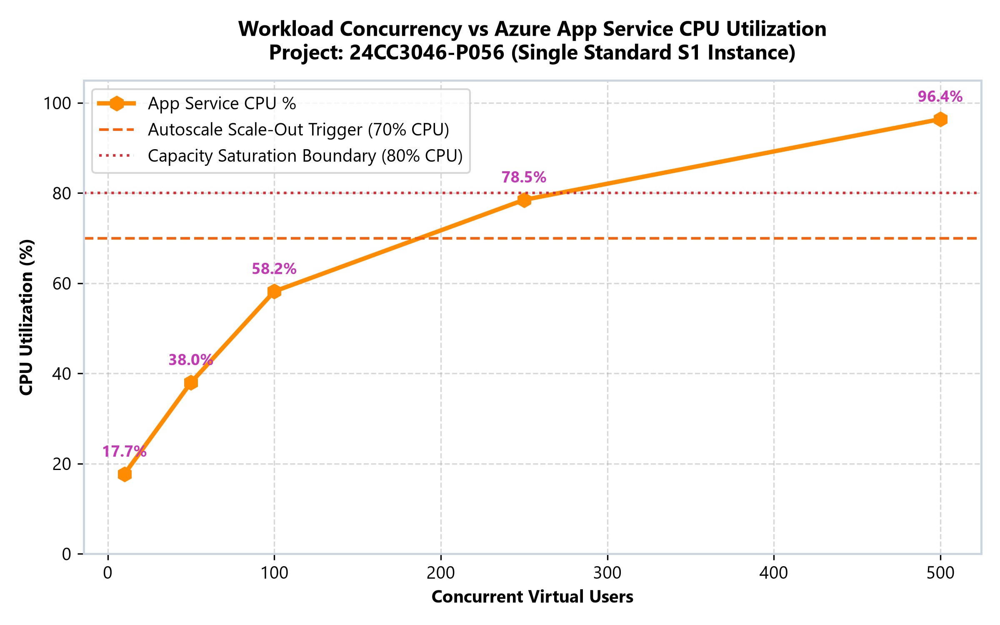 Workload Concurrency vs Azure App Service CPU Utilization
Project: 24CC3046-P056 (Single Standard S1 Instance)
App Service CPU %
Autoscale Scale-Out Trigger (70% CPU)
Capacity Saturation Boundary (80% CPU)
96.4%
78.5%
58.2%
38.0%
17.7%
CPU Utilization (%)
100
80
60
40
20
0
0 100 200 300 400 500
Concurrent Virtual Users